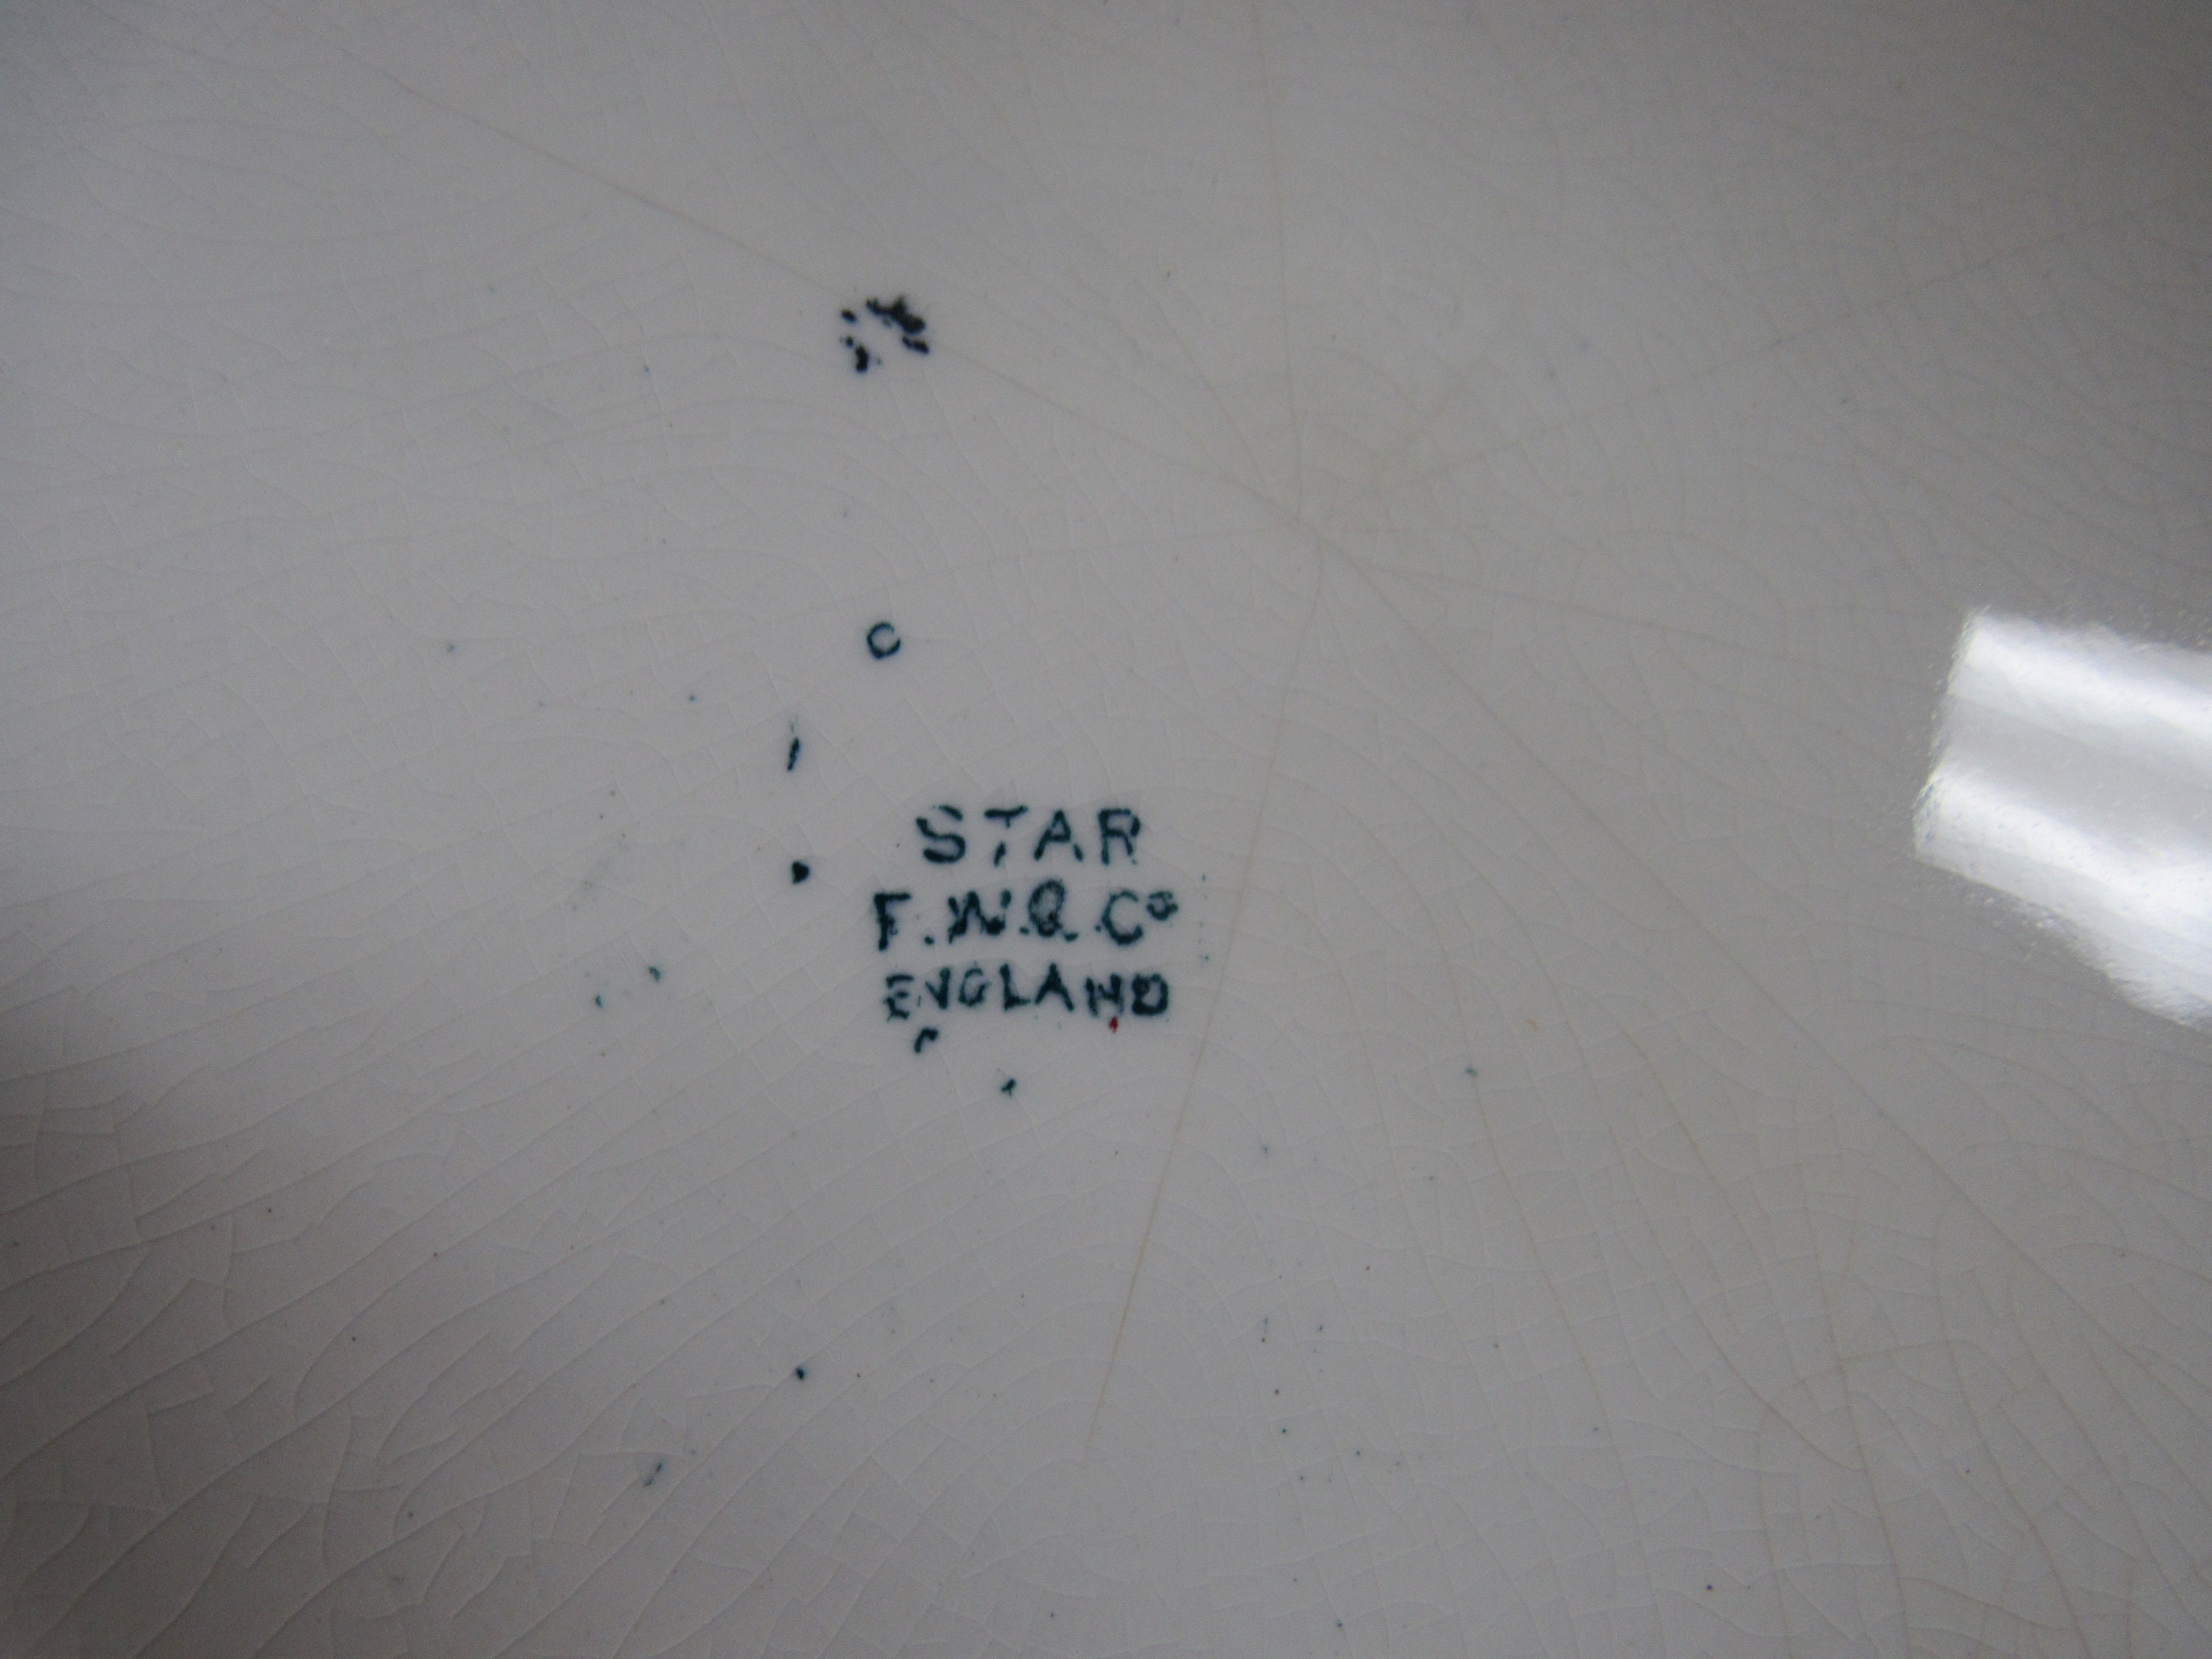 STAR
F.W.& Cº
ENGLAND